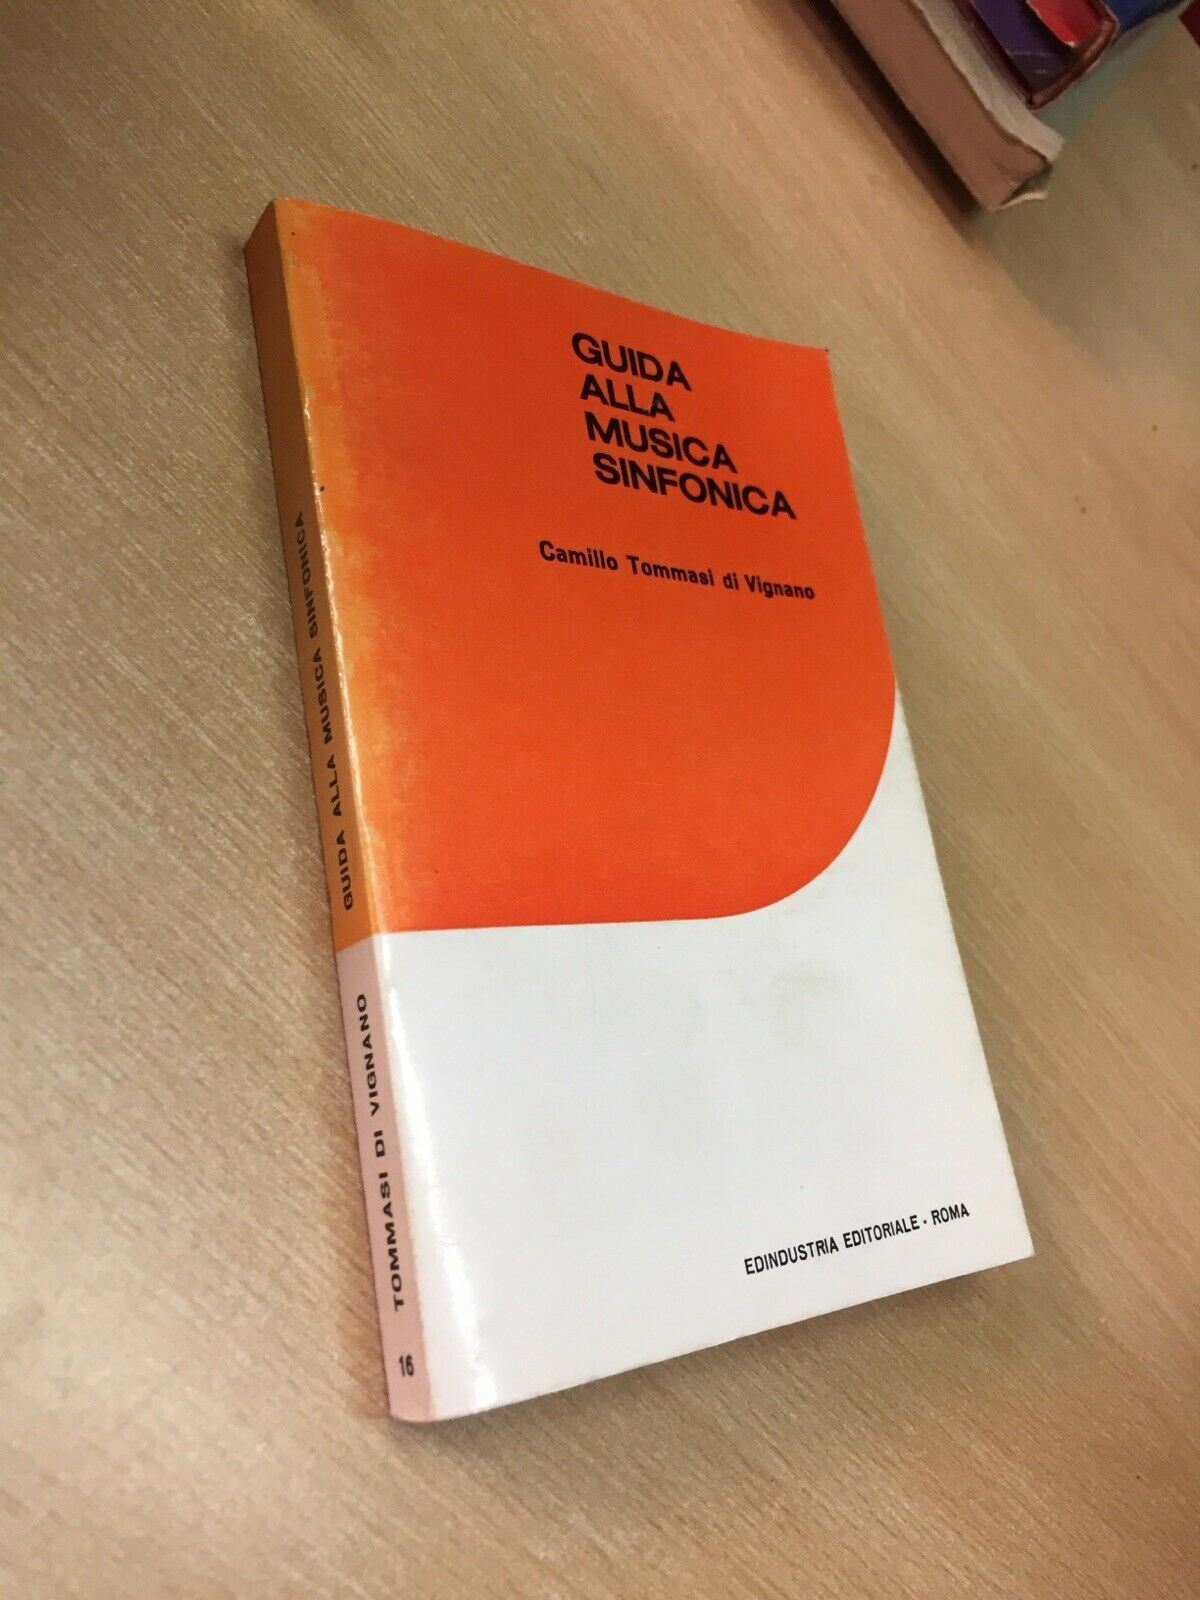 GUIDA
ALLA
MUSICA
SINFONICA
Camillo Tommasi di Vignano
EDINDUSTRIA EDITORIALE - ROMA
GUIDA ALLA MUSICA SINFONICA
TOMMASI DI VIGNANO
16